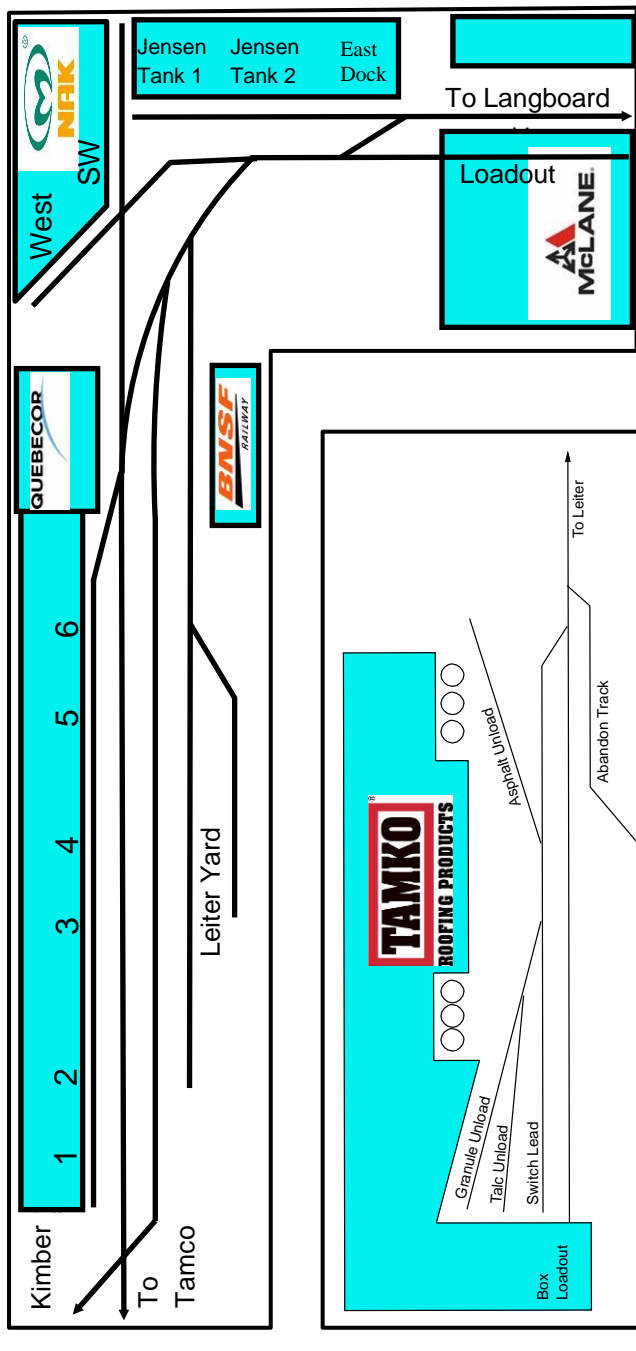 ®
NAK
West
SW
Jensen
Tank 1
Jensen
Tank 2
East
Dock
To Langboard
Loadout
McLANE
QUEBECOR
BNSF
RAILWAY
6
5
4
3
2
1
Leiter Yard
Kimber
To
Tamco
To Leiter
Asphalt Unload
Abandon Track
®
TAMKO
ROOFING PRODUCTS
Granule Unload
Talc Unload
Switch Lead
Box
Loadout